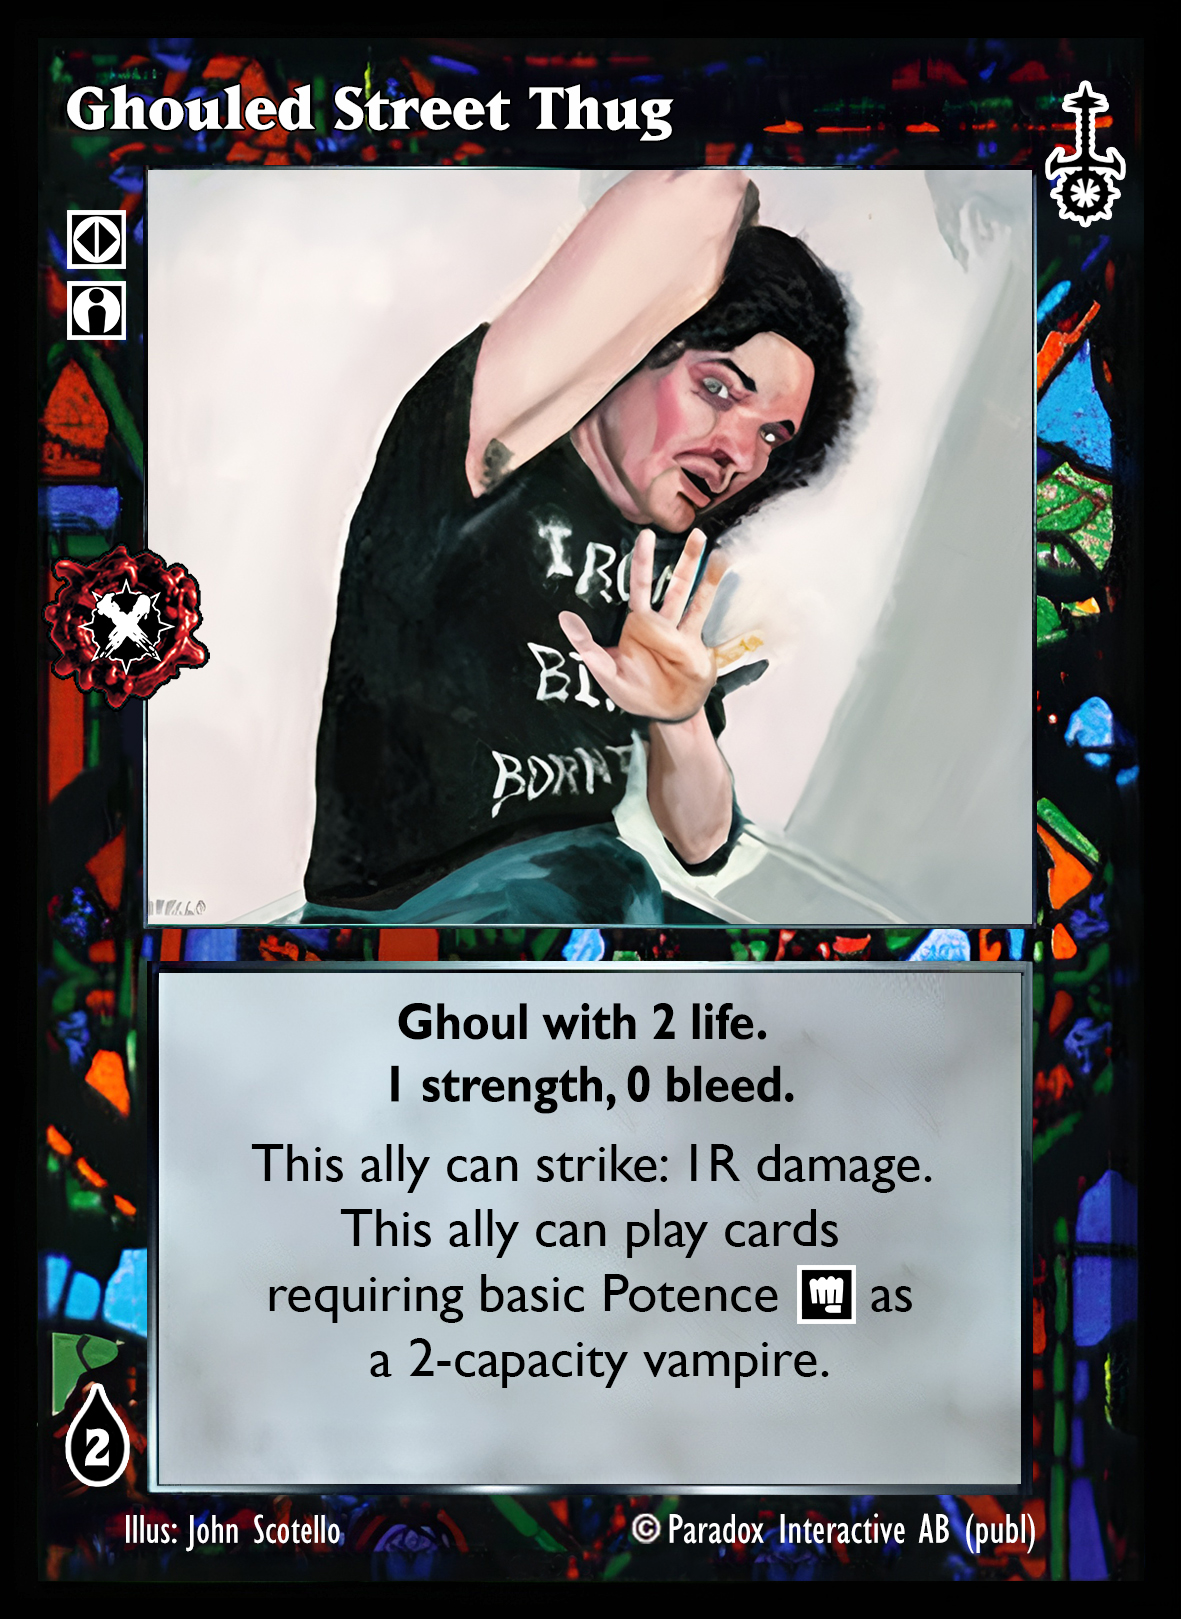 Ghouled Street Thug
BORN
Ghoul with 2 life.
1 strength, 0 bleed.
This ally can strike: 1R damage.
This ally can play cards
requiring basic Potence as
a 2-capacity vampire.
2
Illus: John Scotello
© Paradox Interactive AB (publ)